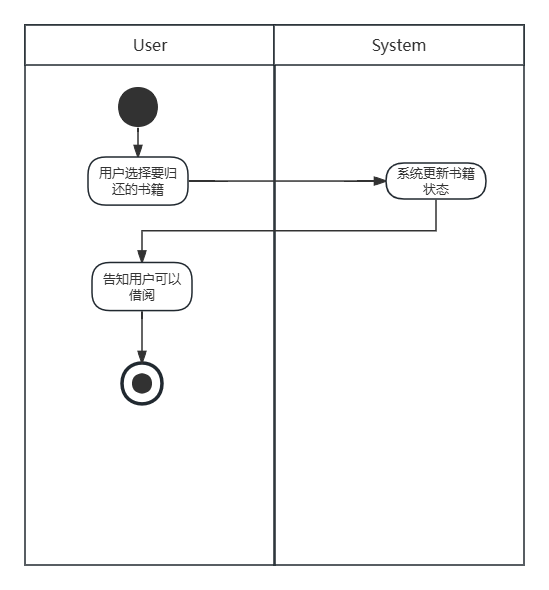 User
System
用户选择要归
还的书籍
系统更新书籍
状态
告知用户可以
借阅